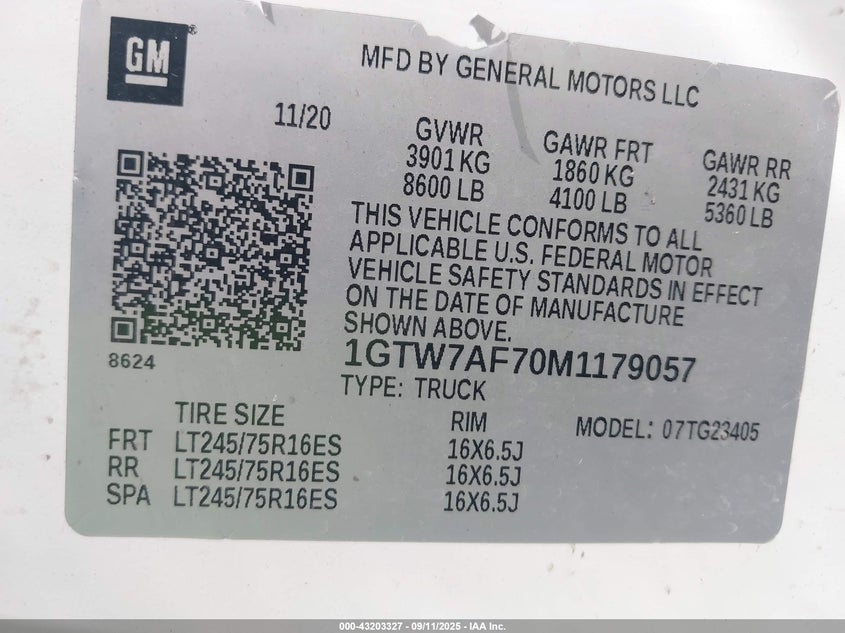 GM
MFD BY GENERAL MOTORS LLC
11/20
GVWR
3901 KG
8600 LB
GAWR FRT
1860 KG
4100 LB
GAWR RR
2431 KG
5360 LB
THIS VEHICLE CONFORMS TO ALL
APPLICABLE U.S. FEDERAL MOTOR
VEHICLE SAFETY STANDARDS IN EFFECT
ON THE DATE OF MANUFACTURE
SHOWN ABOVE.
8624
1GTW7AF70M1179057
TYPE: TRUCK
TIRE SIZE RIM MODEL: 07TG23405
FRT LT245/75R16ES 16X6.5J
RR LT245/75R16ES 16X6.5J
SPA LT245/75R16ES 16X6.5J
000-43203327 - 09/11/2025 - IAA Inc.